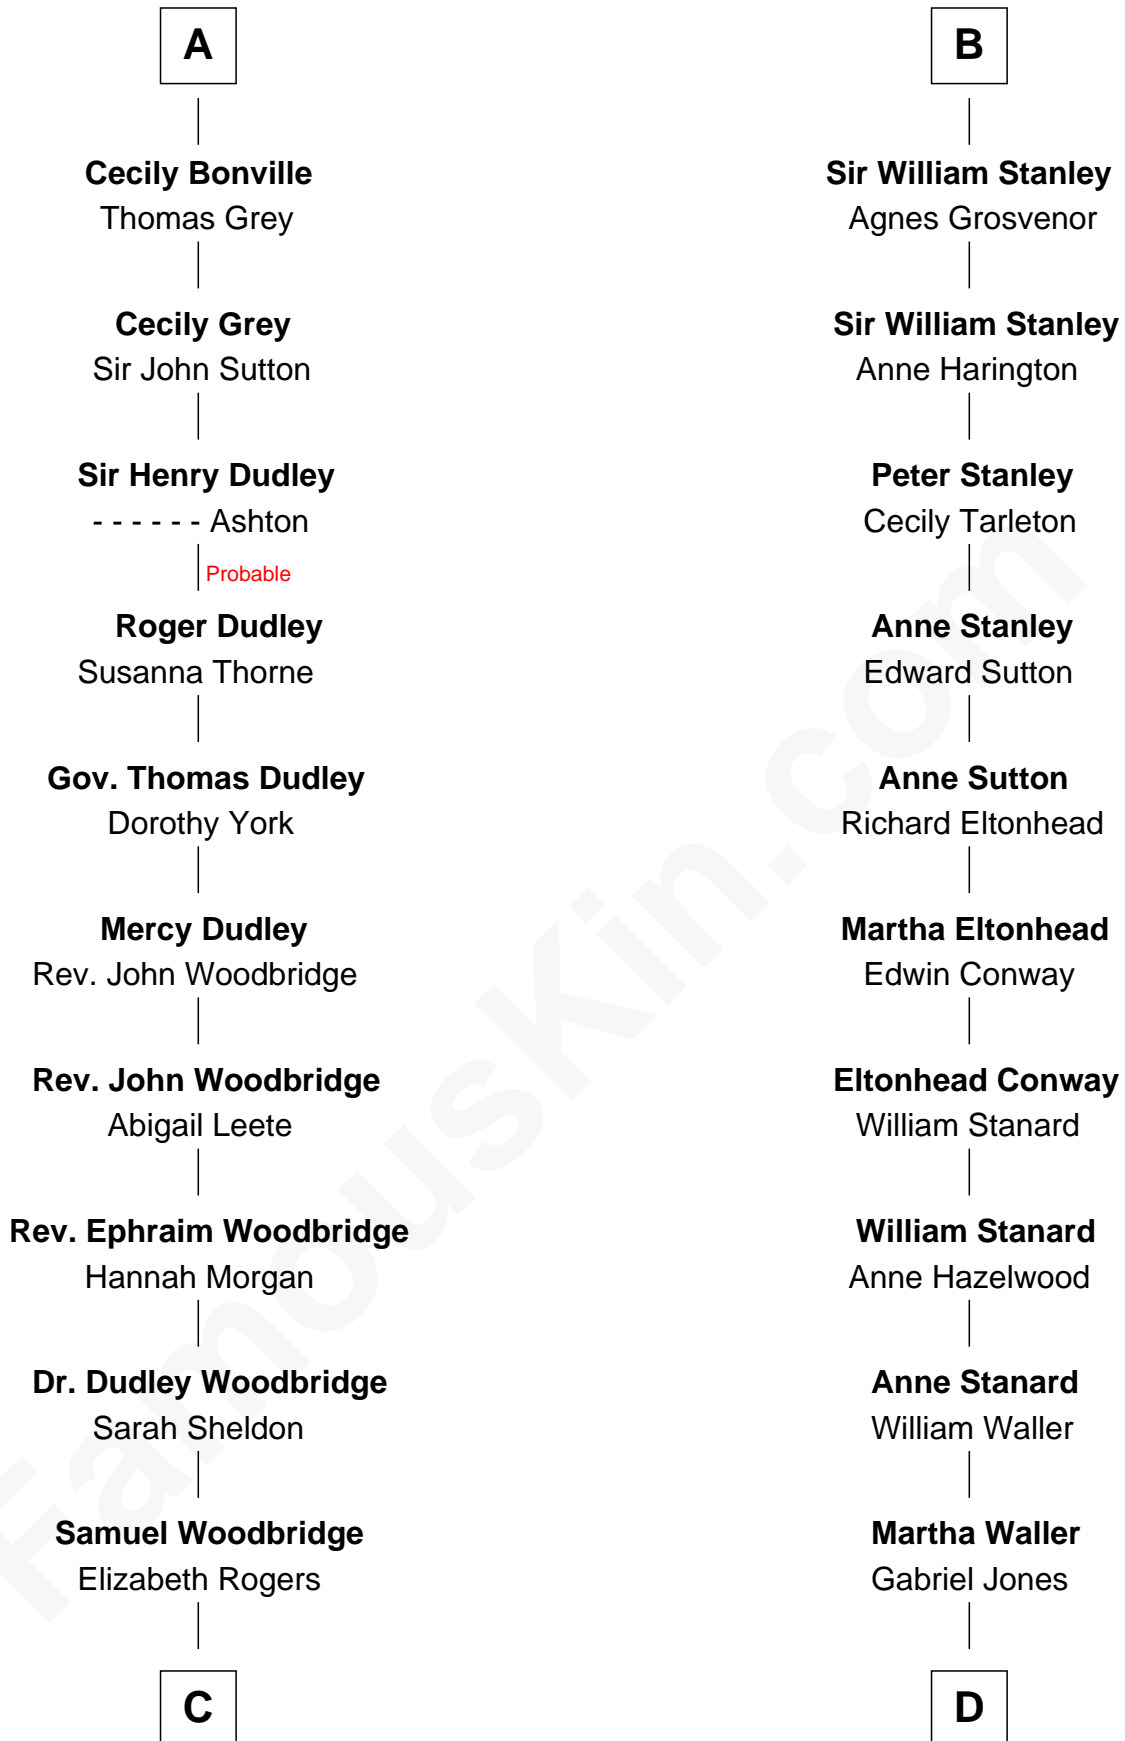 A
Cecily Bonville
Thomas Grey
Cecily Grey
Sir John Sutton
Sir Henry Dudley
- - - - - - Ashton
Probable
Roger Dudley
Susanna Thorne
Gov. Thomas Dudley
Dorothy York
Mercy Dudley
Rev. John Woodbridge
Rev. John Woodbridge
Abigail Leete
Rev. Ephraim Woodbridge
Hannah Morgan
Dr. Dudley Woodbridge
Sarah Sheldon
Samuel Woodbridge
Elizabeth Rogers
C
B
Sir William Stanley
Agnes Grosvenor
Sir William Stanley
Anne Harington
Peter Stanley
Cecily Tarleton
Anne Stanley
Edward Sutton
Anne Sutton
Richard Eltonhead
Martha Eltonhead
Edwin Conway
Eltonhead Conway
William Stanard
William Stanard
Anne Hazelwood
Anne Stanard
William Waller
Martha Waller
Gabriel Jones
D
FamousKin.com